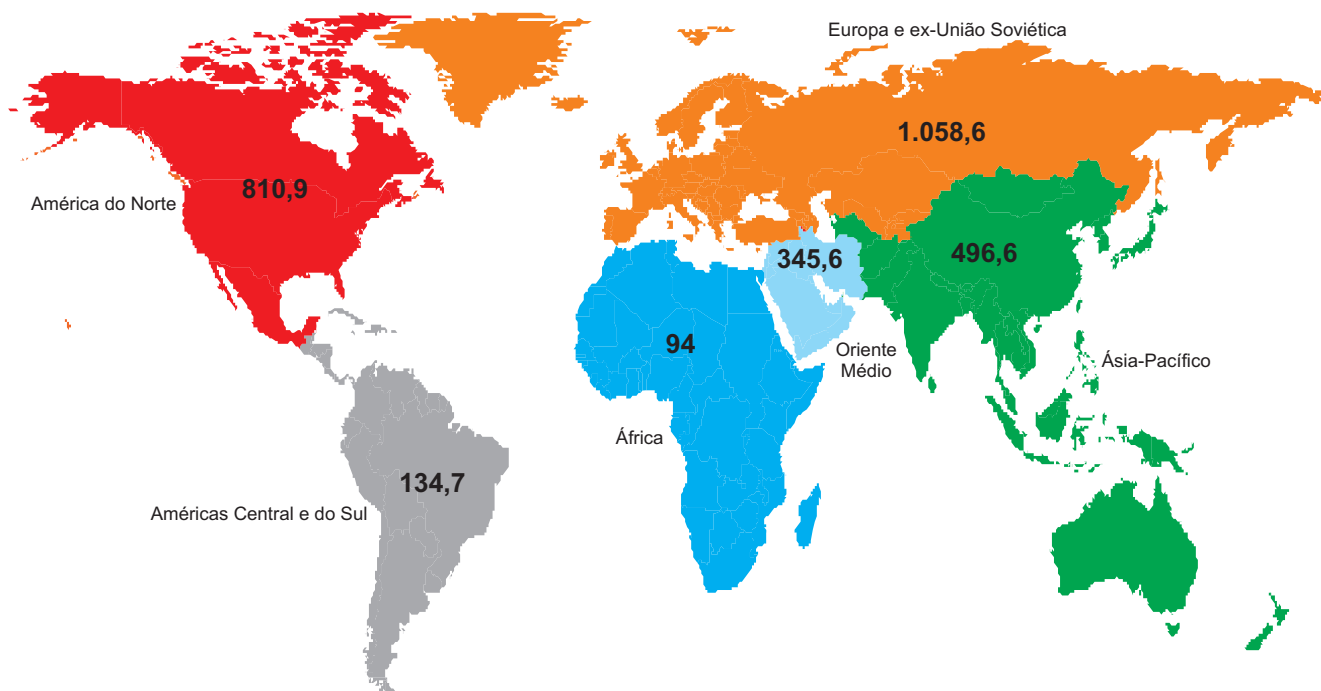 Europa e ex-União Soviética
1.058,6
810,9
América do Norte
345,6
496,6
94
Oriente
Médio
Ásia-Pacífico
África
134,7
Américas Central e do Sul